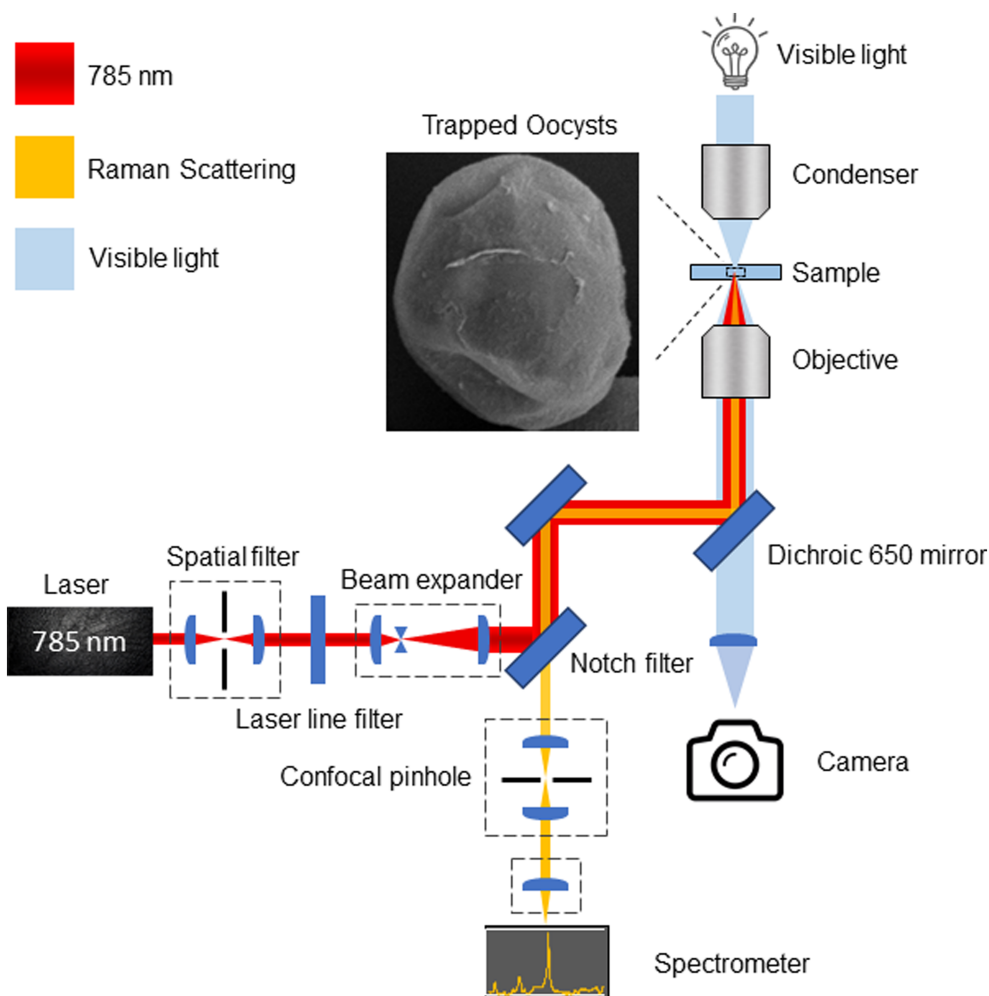 785 nm
Raman Scattering
Visible light
Trapped Oocysts
Visible light
Condenser
Sample
Objective
Dichroic 650 mirror
Spatial filter
Beam expander
Laser
785 nm
Laser line filter
Notch filter
Confocal pinhole
Camera
Spectrometer